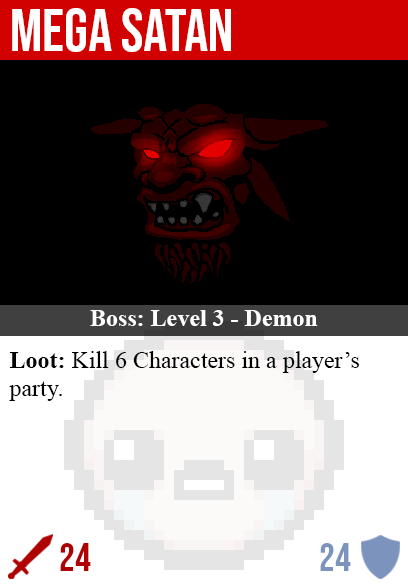 MEGA SATAN
Boss: Level 3 - Demon
Loot: Kill 6 Characters in a player’s
party.
24 24